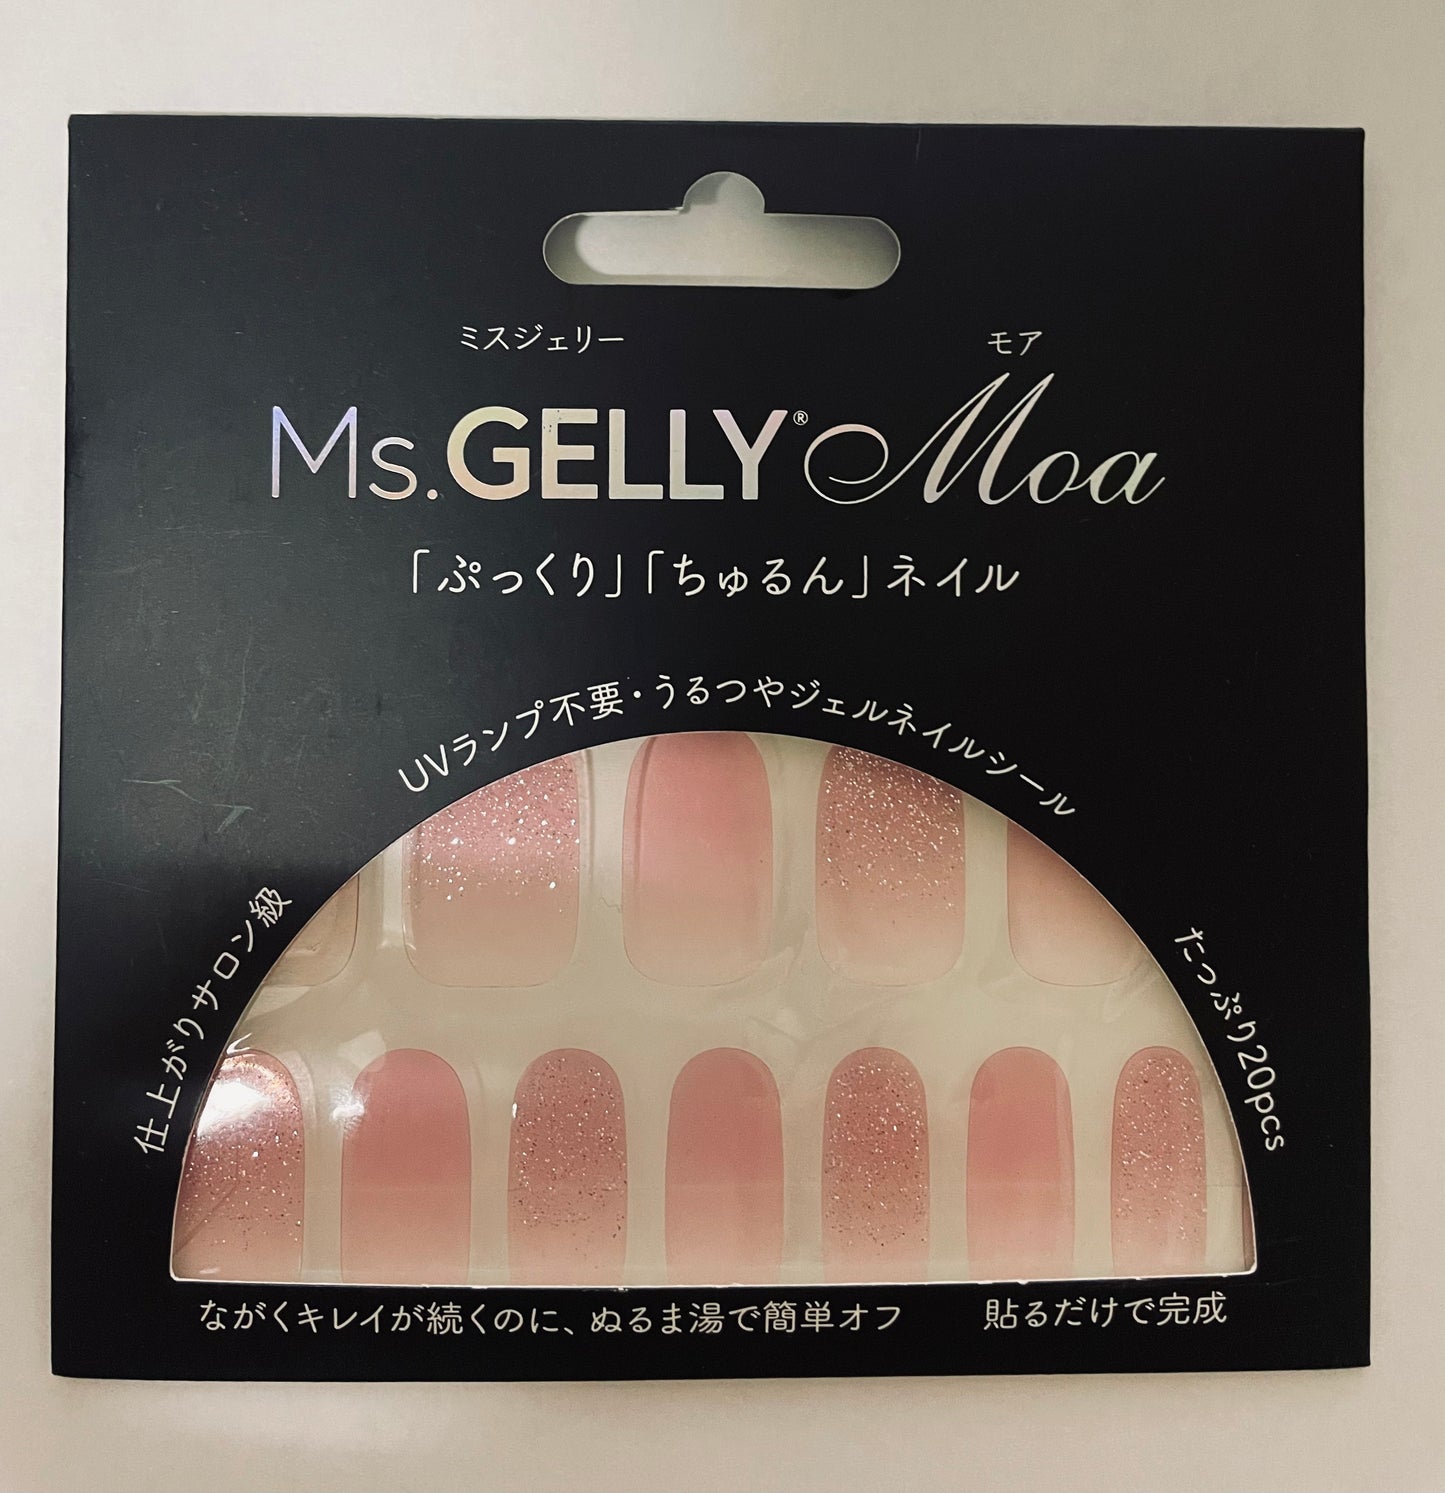 ミスジェリー
モア
Ms.GELLY® Moa
「ぷっくり」「ちゅるん」ネイル
UVランプ不要・うるつやジェルネイルシール
仕上がりサロン級
たっぷり20pcs
ながくキレイが続くのに、ぬるま湯で簡単オフ
貼るだけで完成